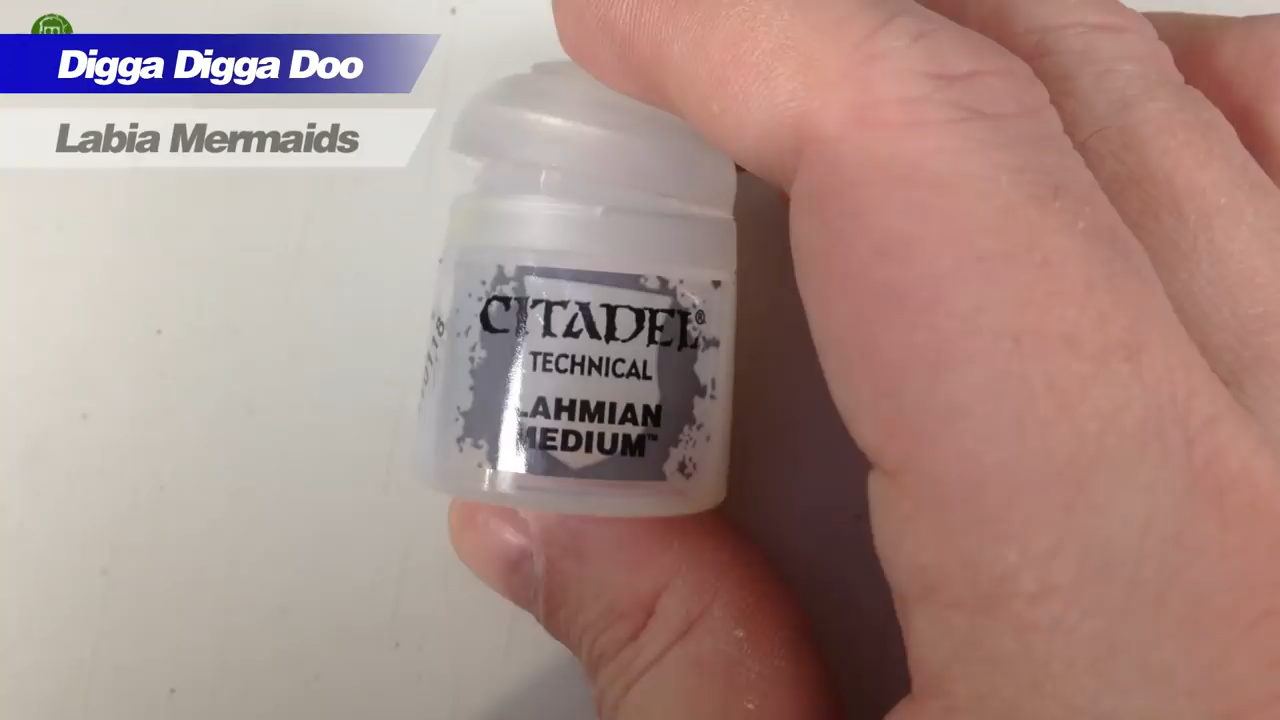 Digga Digga Doo
Labia Mermaids
CITADEL®
TECHNICAL
LAHMIAN
MEDIUM™